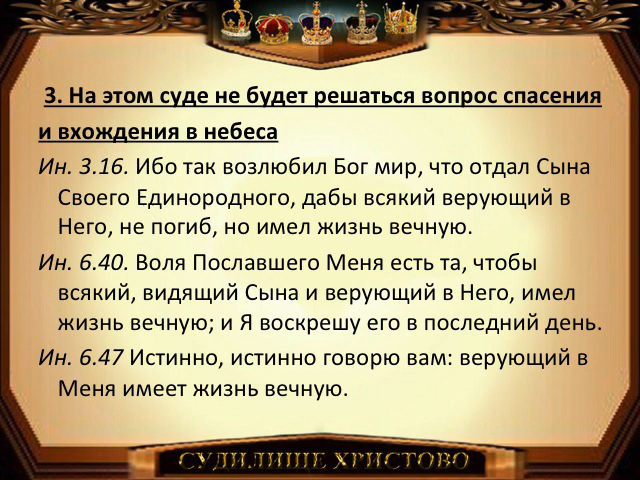 3. На этом суде не будет решаться вопрос спасения
и вхождения в небеса
Ин. 3.16. Ибо так возлюбил Бог мир, что отдал Сына
Своего Единородного, дабы всякий верующий в
Него, не погиб, но имел жизнь вечную.
Ин. 6.40. Воля Пославшего Меня есть та, чтобы
всякий, видящий Сына и верующий в Него, имел
жизнь вечную; и Я воскрешу его в последний день.
Ин. 6.47 Истинно, истинно говорю вам: верующий в
Меня имеет жизнь вечную.
СУДИЛИЩЕ ХРИСТОВО